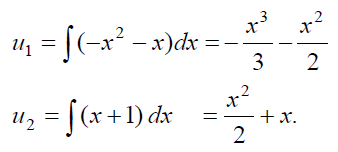 u₁ = ∫(−x² − x)dx = −x³/3 − x²/2
u₂ = ∫(x + 1) dx = x²/2 + x.